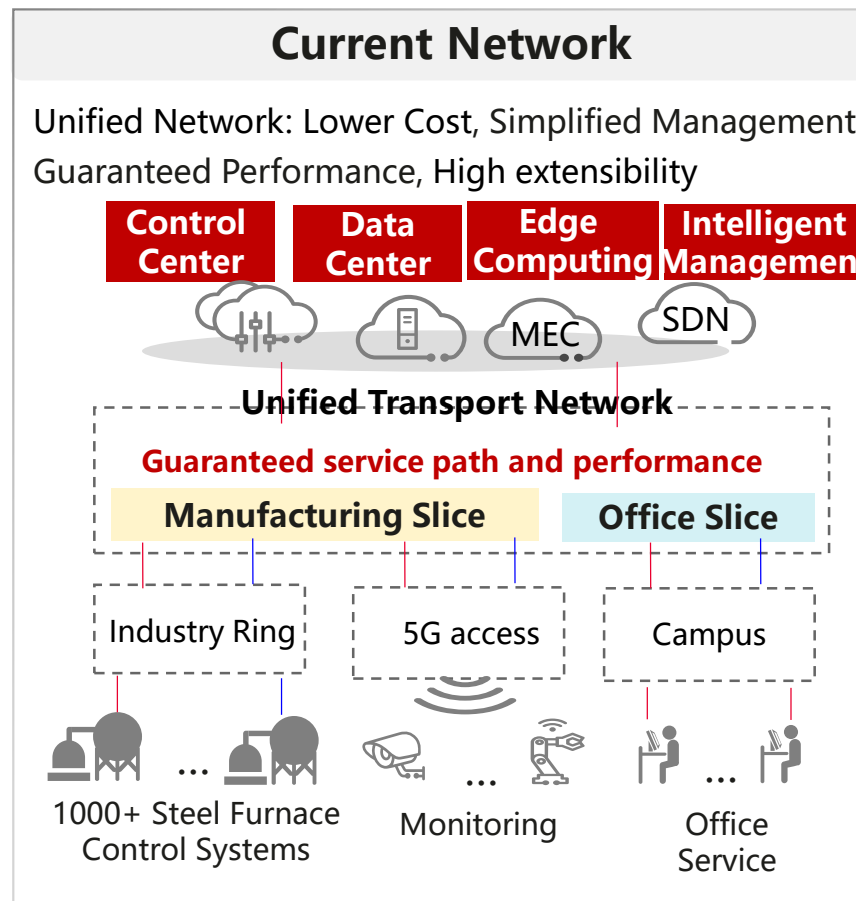 Current Network
Unified Network: Lower Cost, Simplified Management
Guaranteed Performance, High extensibility
Control Center
Data Center
Edge Computing
Intelligent Managemen
MEC
SDN
Unified Transport Network
Guaranteed service path and performance
Manufacturing Slice
Office Slice
Industry Ring
5G access
Campus
...
...
...
1000+ Steel Furnace
Control Systems
Monitoring
Office
Service